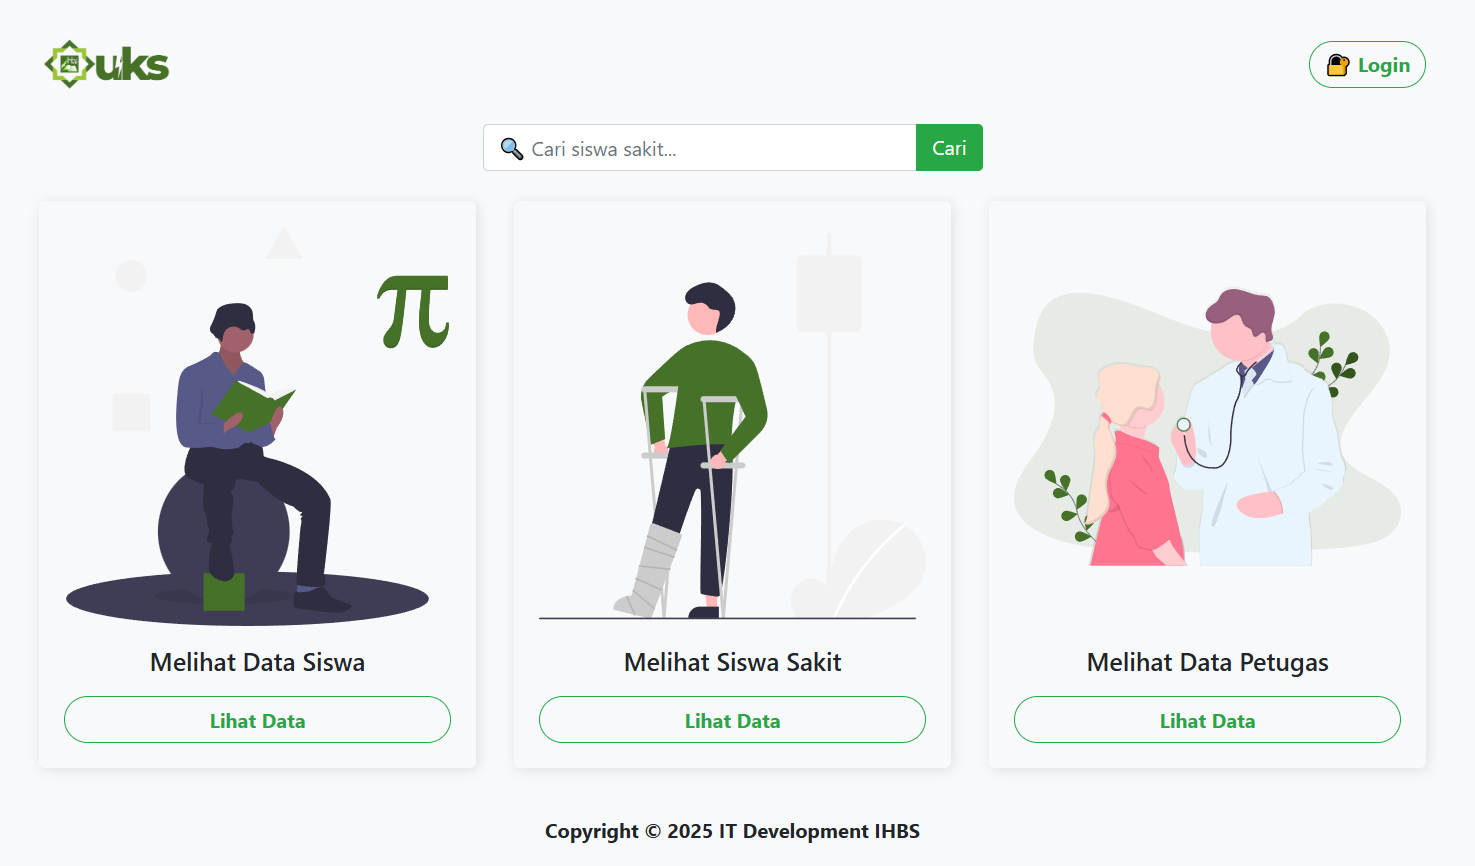 uks
Login
Cari siswa sakit...
Cari
π
Melihat Data Siswa
Melihat Siswa Sakit
Melihat Data Petugas
Lihat Data
Lihat Data
Lihat Data
Copyright © 2025 IT Development IHBS